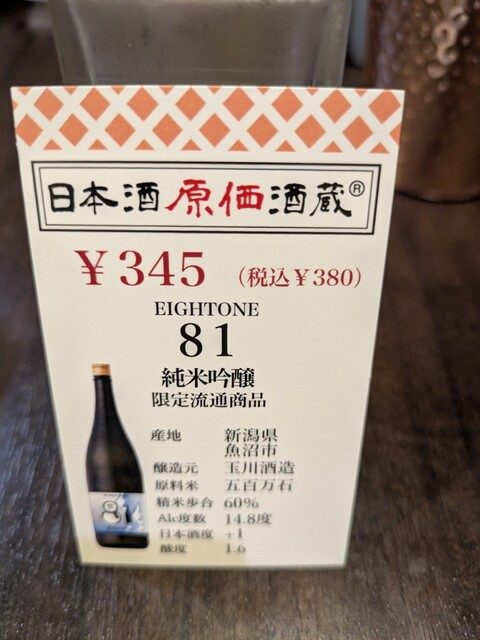 日本酒原価酒蔵®
￥345 （税込￥380）
EIGHTONE
81
純米吟醸
限定流通商品
産地 新潟県
魚沼市
醸造元 玉川酒造
原料米 五百万石
精米歩合 60%
Alc度数 14.8度
日本酒度 +1
酸度 1.6
81